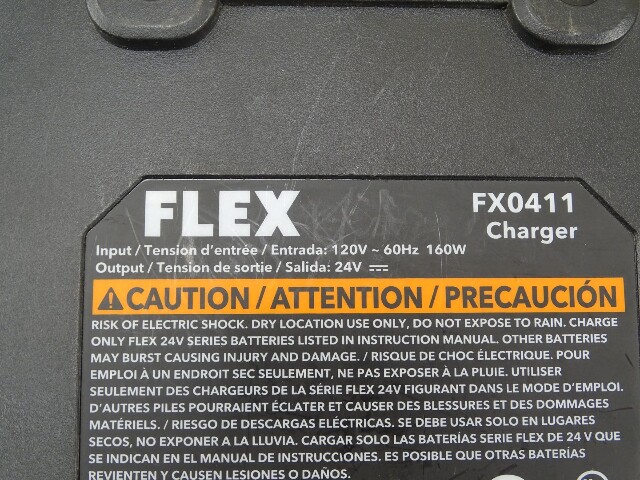 FLEX
FX0411
Charger
Input / Tension d'entrée / Entrada: 120V ~ 60Hz 160W
Output / Tension de sortie / Salida: 24V ⎓
⚠ CAUTION / ATTENTION / PRECAUCIÓN
RISK OF ELECTRIC SHOCK. DRY LOCATION USE ONLY, DO NOT EXPOSE TO RAIN. CHARGE
ONLY FLEX 24V SERIES BATTERIES LISTED IN INSTRUCTION MANUAL. OTHER BATTERIES
MAY BURST CAUSING INJURY AND DAMAGE. / RISQUE DE CHOC ÉLECTRIQUE. POUR
EMPLOI À UN ENDROIT SEC SEULEMENT, NE PAS EXPOSER À LA PLUIE. UTILISER
SEULEMENT DES CHARGEURS DE LA SÉRIE FLEX 24V FIGURANT DANS LE MODE D'EMPLOI.
D'AUTRES PILES POURRAIENT ÉCLATER ET CAUSER DES BLESSURES ET DES DOMMAGES
MATÉRIELS. / RIESGO DE DESCARGAS ELÉCTRICAS. SE DEBE USAR SOLO EN LUGARES
SECOS, NO EXPONER A LA LLUVIA. CARGAR SOLO LAS BATERÍAS SERIE FLEX DE 24 V QUE
SE INDICAN EN EL MANUAL DE INSTRUCCIONES. ES POSIBLE QUE OTRAS BATERÍAS
REVIENTEN Y CAUSEN LESIONES O DAÑOS.